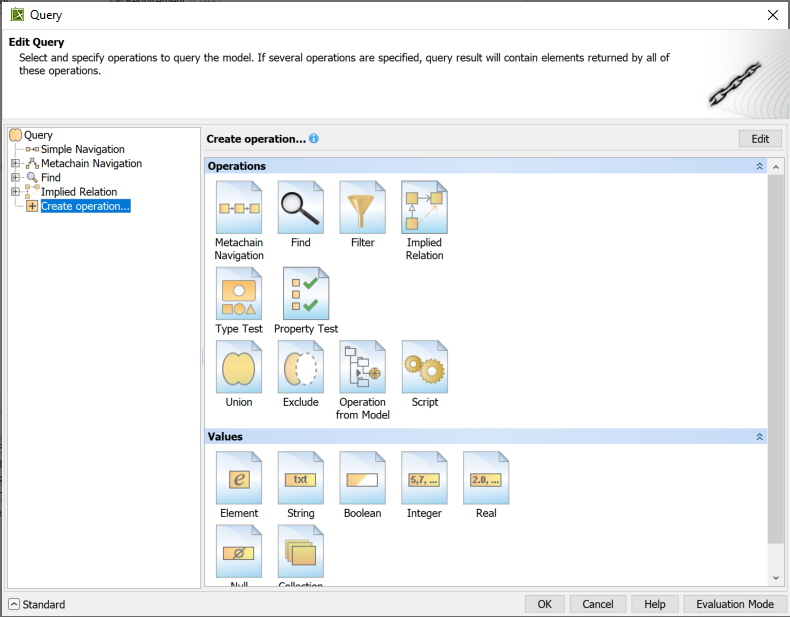 Query
Edit Query
Select and specify operations to query the model. If several operations are specified, query result will contain elements returned by all of
these operations.
Query
Simple Navigation
Metachain Navigation
Find
Implied Relation
Create operation...
Create operation...
Edit
Operations
Metachain
Navigation
Find
Filter
Implied
Relation
Type Test
Property Test
Union
Exclude
Operation
from Model
Script
Values
e
txt
5,7, ...
2.0, ...
Element
String
Boolean
Integer
Real
Null
Collection
Standard
OK
Cancel
Help
Evaluation Mode